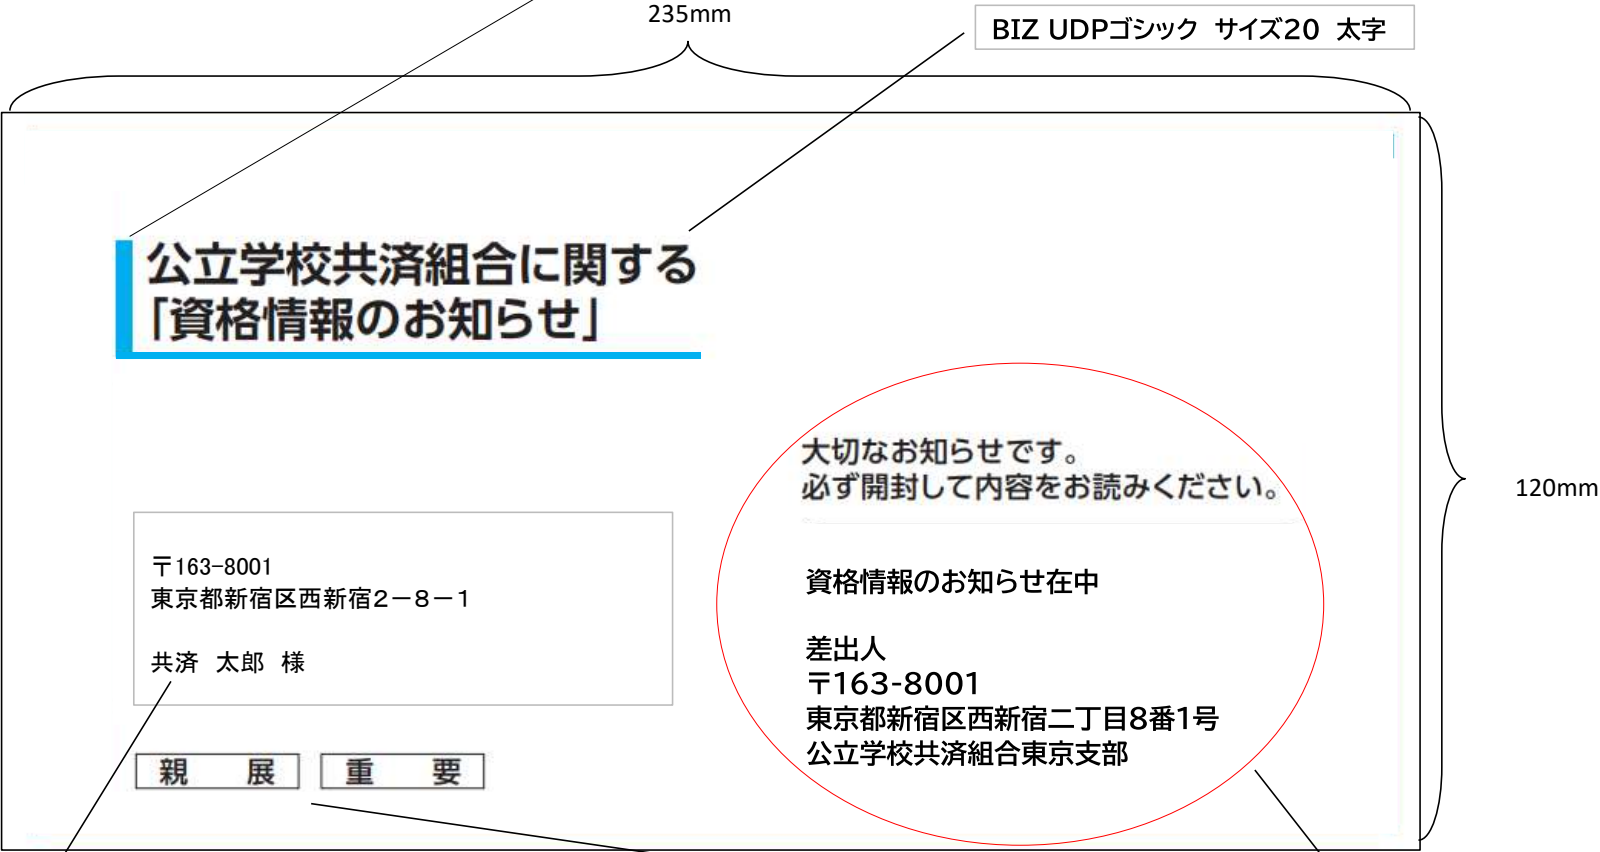 235mm
BIZ UDPゴシック サイズ20 太字
公立学校共済組合に関する
「資格情報のお知らせ」
大切なお知らせです。
必ず開封して内容をお読みください。
120mm
〒163-8001
東京都新宿区西新宿２－８－１
共済 太郎 様
資格情報のお知らせ在中
差出人
〒163-8001
東京都新宿区西新宿二丁目8番1号
公立学校共済組合東京支部
親 展 重 要